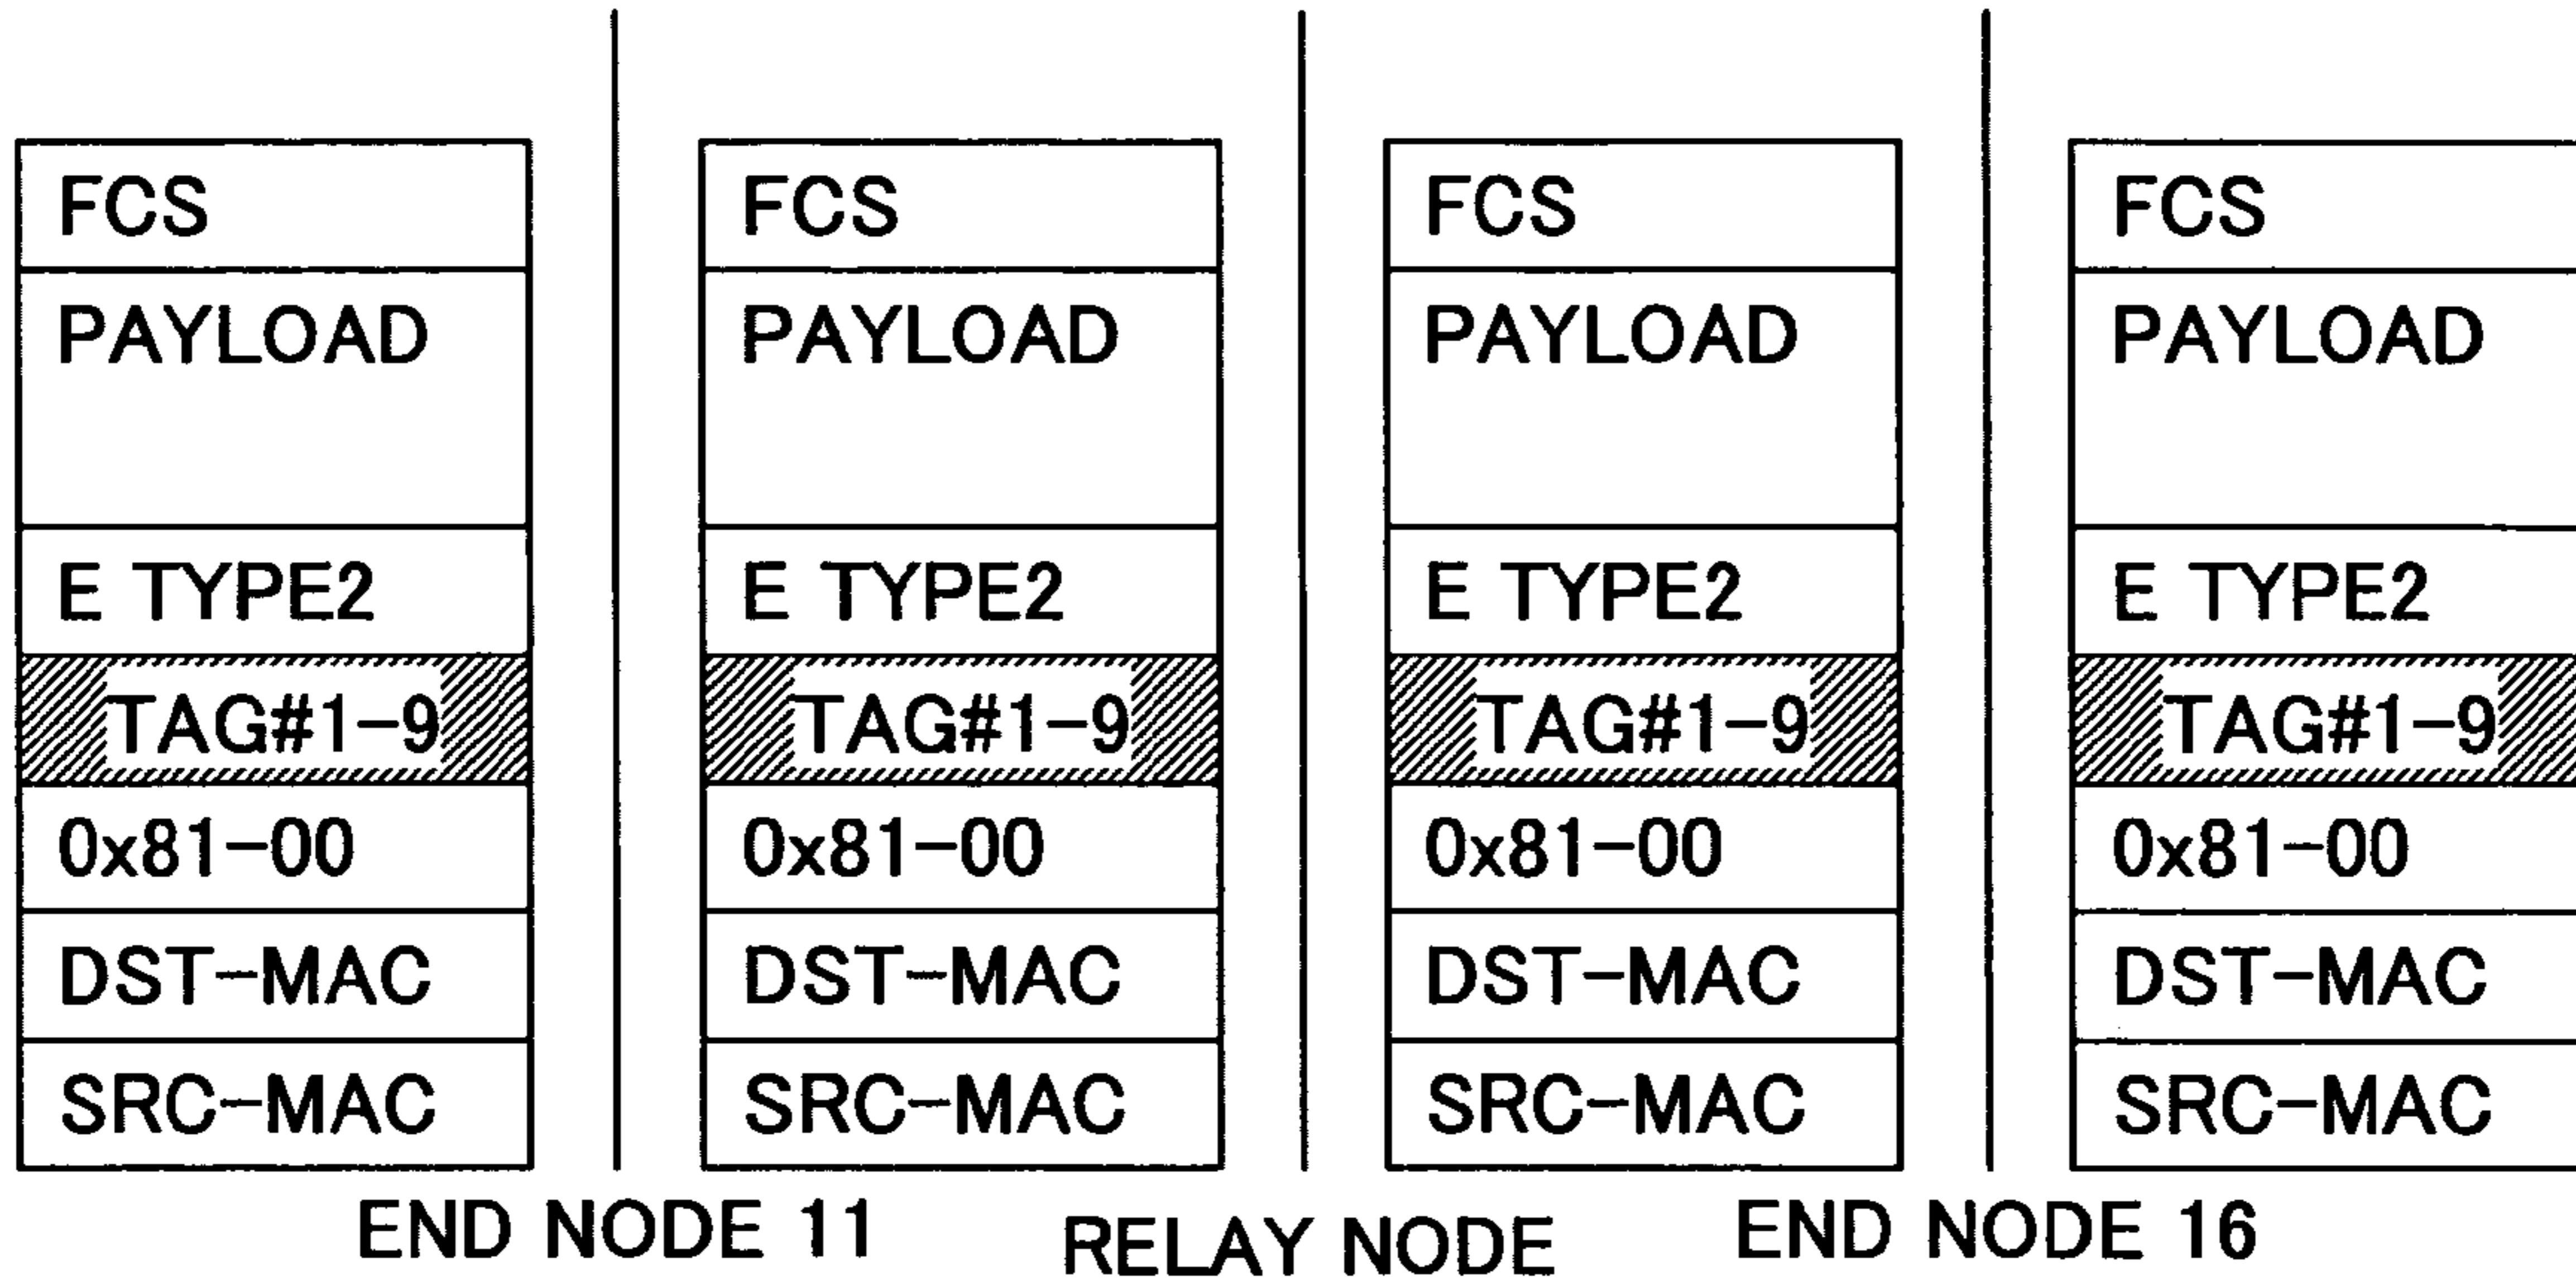 FCS
PAYLOAD
E TYPE2
TAG#1-9
0x81-00
DST-MAC
SRC-MAC
FCS
PAYLOAD
E TYPE2
TAG#1-9
0x81-00
DST-MAC
SRC-MAC
FCS
PAYLOAD
E TYPE2
TAG#1-9
0x81-00
DST-MAC
SRC-MAC
FCS
PAYLOAD
E TYPE2
TAG#1-9
0x81-00
DST-MAC
SRC-MAC
END NODE 11
RELAY NODE
END NODE 16